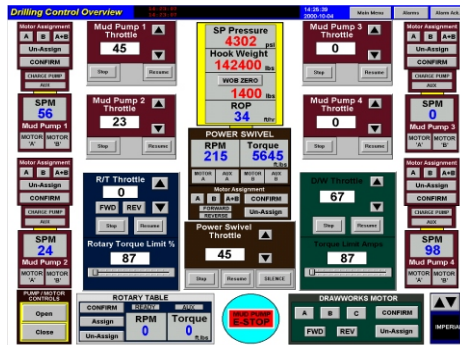 Drilling Control Overview
14:26:39
2000-10-04
Main Menu
Alarms
Alarm Ack
Motor Assignment
A B A+B
Un-Assign
CONFIRM
CHARGE PUMP
AUX
SPM
56
Mud Pump 1
MOTOR 'A' MOTOR 'B'
Mud Pump 1
Throttle
45
Stop Resume
Mud Pump 2
Throttle
23
Stop Resume
SP Pressure
4302 psi
Hook Weight
142400 lbs
WOB ZERO
1400 lbs
ROP
34 ft/hr
Mud Pump 3
Throttle
0
Stop Resume
Mud Pump 4
Throttle
0
Stop Resume
Motor Assignment
A B A+B
Un-Assign
CONFIRM
CHARGE PUMP
AUX
SPM
0
Mud Pump 3
MOTOR 'A' MOTOR 'B'
Motor Assignment
A B A+B
Un-Assign
CONFIRM
CHARGE PUMP
AUX
SPM
24
Mud Pump 2
MOTOR 'A' MOTOR 'B'
R/T Throttle
0
FWD REV
Stop Resume
Rotary Torque Limit %
87
POWER SWIVEL
RPM Torque
215 5645
ft.lbs
MOTOR A AUX A MOTOR B AUX B
Motor Assignment
A B A+B CONFIRM
FORWARD
REVERSE
Un-Assign
Power Swivel
Throttle
45
Stop Resume SILENCE
D/W Throttle
67
Stop Resume
Torque Limit Amps
87
Motor Assignment
A B A+B
Un-Assign
CONFIRM
CHARGE PUMP
AUX
SPM
98
Mud Pump 4
MOTOR 'A' MOTOR 'B'
PUMP / MOTOR
CONTROLS
Open
Close
ROTARY TABLE
CONFIRM READY AUX
Assign
Un-Assign
RPM
0
Torque
0
ft.lbs
MUD PUMP
E-STOP
DRAWWORKS MOTOR
A B C CONFIRM
FWD REV Un-Assign
IMPERIAL